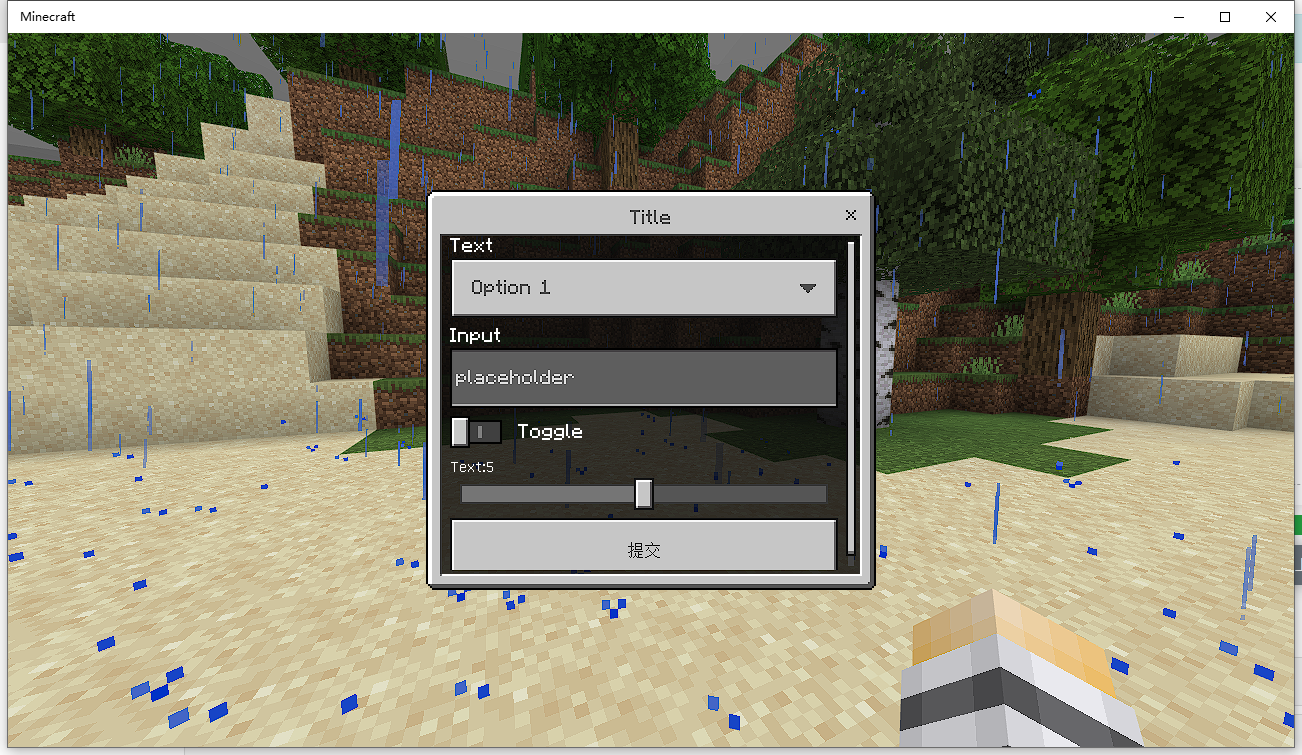 Minecraft
Title
Text
Option 1
Input
placeholder
Toggle
Text:5
提交